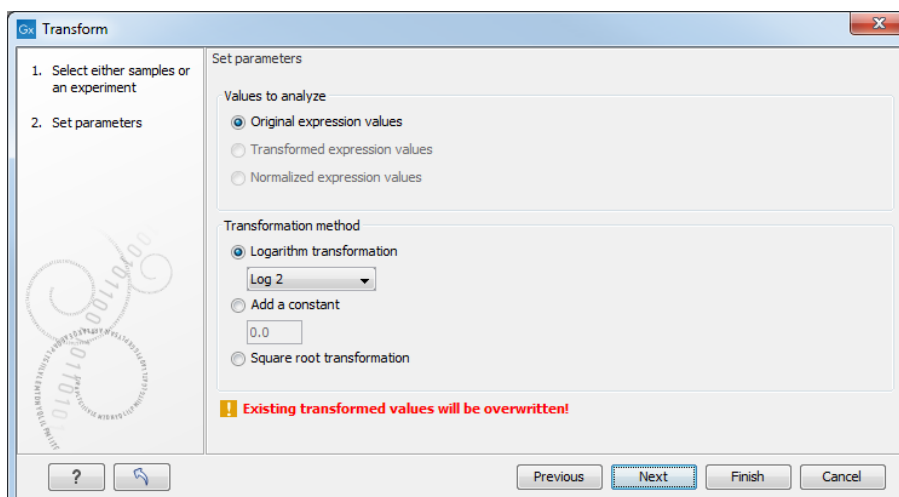 Gx Transform
1. Select either samples or
an experiment
2. Set parameters
Set parameters
Values to analyze
Original expression values
Transformed expression values
Normalized expression values
Transformation method
Logarithm transformation
Log 2
Add a constant
0.0
Square root transformation
! Existing transformed values will be overwritten!
?
Previous
Next
Finish
Cancel